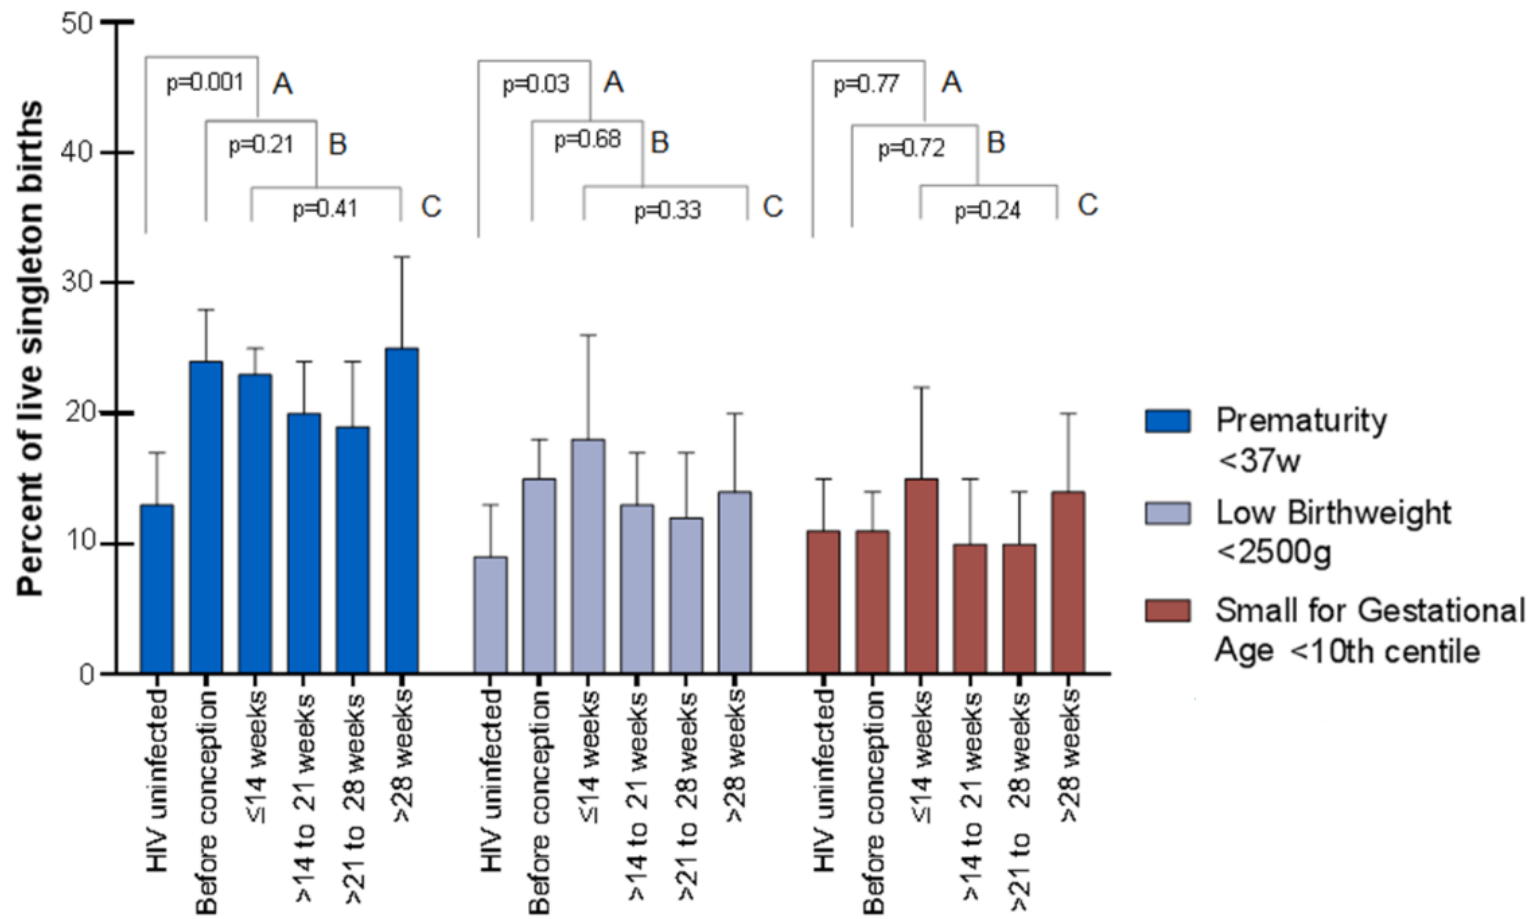 Percent of live singleton births
50
40
30
20
10
0
p=0.001 A
p=0.21 B
p=0.41 C
p=0.03 A
p=0.68 B
p=0.33 C
p=0.77 A
p=0.72 B
p=0.24 C
HIV uninfected
Before conception
≤14 weeks
>14 to 21 weeks
>21 to 28 weeks
>28 weeks
HIV uninfected
Before conception
≤14 weeks
>14 to 21 weeks
>21 to 28 weeks
>28 weeks
HIV uninfected
Before conception
≤14 weeks
>14 to 21 weeks
>21 to 28 weeks
>28 weeks
Prematurity
<37w
Low Birthweight
<2500g
Small for Gestational
Age <10th centile